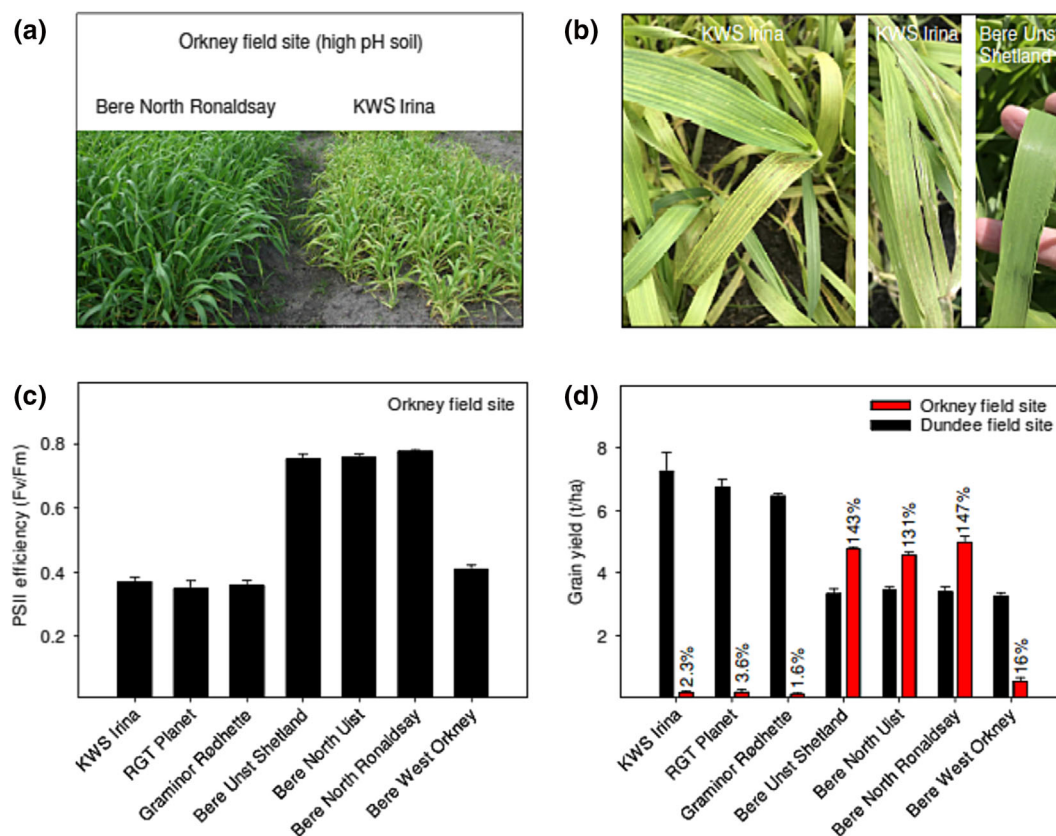 (a)
Orkney field site (high pH soil)
Bere North Ronaldsay KWS Irina
(b)
KWS Irina
KWS Irina
Bere Unst
Shetland
(c)
Orkney field site
PSII efficiency (Fv/Fm)
0.8
0.6
0.4
0.2
KWS Irina
RGT Planet
Graminor Rødhette
Bere Unst Shetland
Bere North Uist
Bere North Ronaldsay
Bere West Orkney
(d)
Orkney field site
Dundee field site
Grain yield (t/ha)
8
6
4
2
2.3%
3.6%
1.6%
143%
131%
147%
16%
KWS Irina
RGT Planet
Graminor Rødhette
Bere Unst Shetland
Bere North Uist
Bere North Ronaldsay
Bere West Orkney